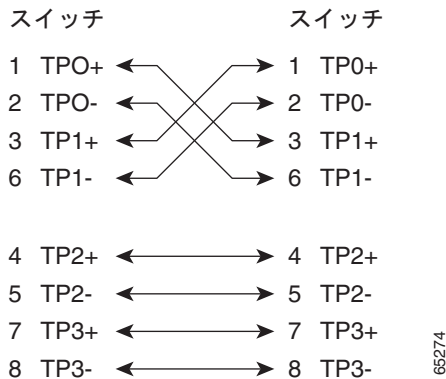 スイッチ スイッチ
1 TPO+ 1 TP0+
2 TPO- 2 TP0-
3 TP1+ 3 TP1+
6 TP1- 6 TP1-
4 TP2+ 4 TP2+
5 TP2- 5 TP2-
7 TP3+ 7 TP3+
8 TP3- 8 TP3-
65274